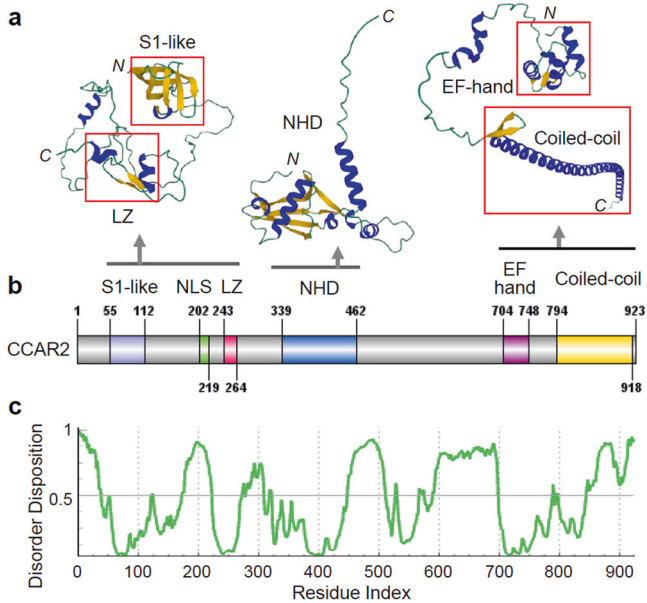 a
S1-like
N
C
LZ
C
NHD
N
N
EF-hand
Coiled-coil
C
b
S1-like NLS LZ NHD EF hand Coiled-coil
1 55 112 202 243 339 462 704 748 794 923
CCAR2
219 264 918
c
Disorder Disposition
1
0.5
0 100 200 300 400 500 600 700 800 900
Residue Index